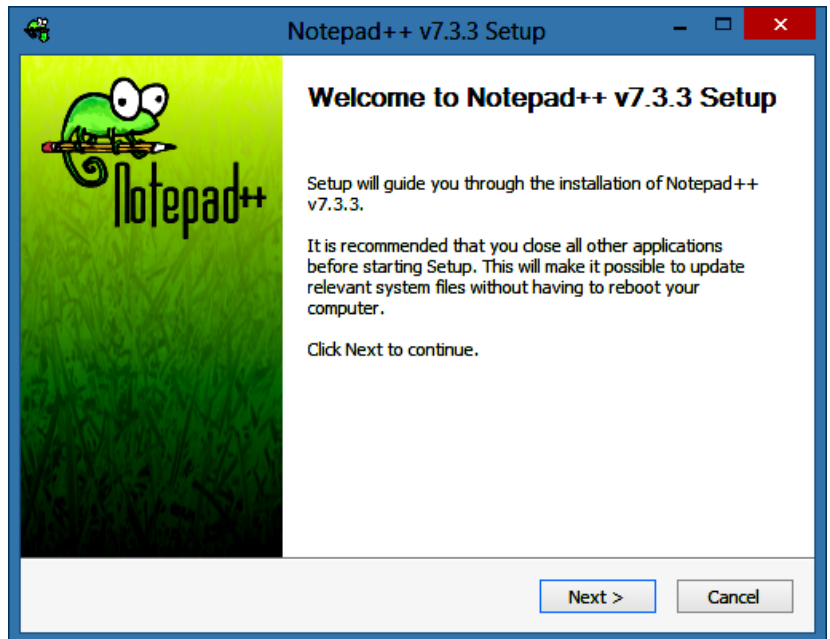 Notepad++ v7.3.3 Setup
Notepad++
Welcome to Notepad++ v7.3.3 Setup
Setup will guide you through the installation of Notepad++
v7.3.3.
It is recommended that you close all other applications
before starting Setup. This will make it possible to update
relevant system files without having to reboot your
computer.
Click Next to continue.
Next >
Cancel